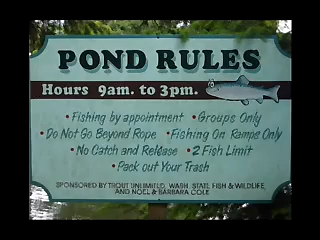 POND RULES
Hours 9am. to 3pm.
• Fishing by appointment • Groups Only
• Do Not Go Beyond Rope • Fishing On Ramps Only
• No Catch and Release • 2 Fish Limit
• Pack out Your Trash
SPONSORED BY TROUT UNLIMITED, WASH. STATE FISH & WILDLIFE,
AND NOEL & BARBARA COLE